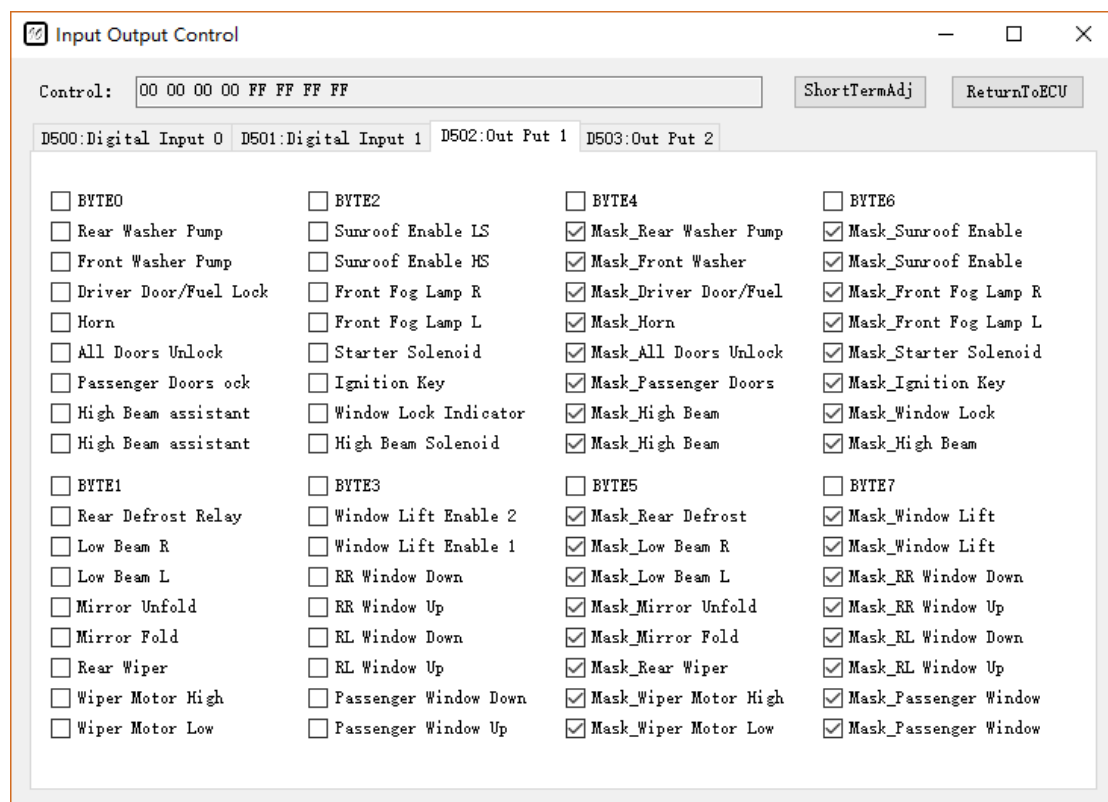 Input Output Control
Control: 00 00 00 00 FF FF FF FF ShortTermAdj ReturnToECU
D500:Digital Input 0 D501:Digital Input 1 D502:Out Put 1 D503:Out Put 2
BYTE0 BYTE2 BYTE4 BYTE6
Rear Washer Pump Sunroof Enable LS Mask_Rear Washer Pump Mask_Sunroof Enable
Front Washer Pump Sunroof Enable HS Mask_Front Washer Mask_Sunroof Enable
Driver Door/Fuel Lock Front Fog Lamp R Mask_Driver Door/Fuel Mask_Front Fog Lamp R
Horn Front Fog Lamp L Mask_Horn Mask_Front Fog Lamp L
All Doors Unlock Starter Solenoid Mask_All Doors Unlock Mask_Starter Solenoid
Passenger Doors ock Ignition Key Mask_Passenger Doors Mask_Ignition Key
High Beam assistant Window Lock Indicator Mask_High Beam Mask_Window Lock
High Beam assistant High Beam Solenoid Mask_High Beam Mask_High Beam
BYTE1 BYTE3 BYTE5 BYTE7
Rear Defrost Relay Window Lift Enable 2 Mask_Rear Defrost Mask_Window Lift
Low Beam R Window Lift Enable 1 Mask_Low Beam R Mask_Window Lift
Low Beam L RR Window Down Mask_Low Beam L Mask_RR Window Down
Mirror Unfold RR Window Up Mask_Mirror Unfold Mask_RR Window Up
Mirror Fold RL Window Down Mask_Mirror Fold Mask_RL Window Down
Rear Wiper RL Window Up Mask_Rear Wiper Mask_RL Window Up
Wiper Motor High Passenger Window Down Mask_Wiper Motor High Mask_Passenger Window
Wiper Motor Low Passenger Window Up Mask_Wiper Motor Low Mask_Passenger Window